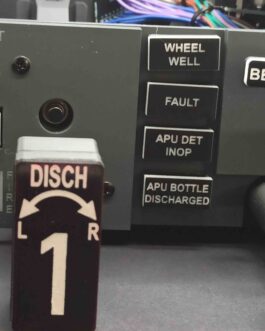 WHEEL
WELL
FAULT
APU DET
INOP
APU BOTTLE
DISCHARGED
DISCH
L R
1